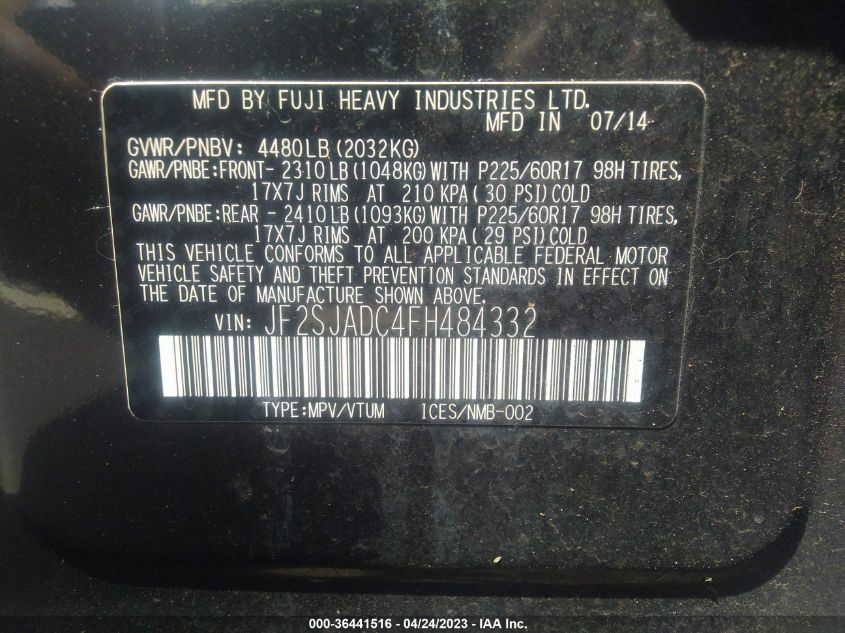 MFD BY FUJI HEAVY INDUSTRIES LTD.
MFD IN 07/14
GVWR/PNBV: 4480LB(2032KG)
GAWR/PNBE:FRONT- 2310LB(1048KG)WITH P225/60R17 98H TIRES,
17X7J RIMS AT 210 KPA(30 PSI)COLD
GAWR/PNBE:REAR - 2410LB(1093KG)WITH P225/60R17 98H TIRES,
17X7J RIMS AT 200 KPA(29 PSI)COLD
THIS VEHICLE CONFORMS TO ALL APPLICABLE FEDERAL MOTOR
VEHICLE SAFETY AND THEFT PREVENTION STANDARDS IN EFFECT ON
THE DATE OF MANUFACTURE SHOWN ABOVE.
VIN: JF2SJADC4FH484332
TYPE:MPV/VTUM ICES/NMB-002
000-36441516 - 04/24/2023 - IAA Inc.